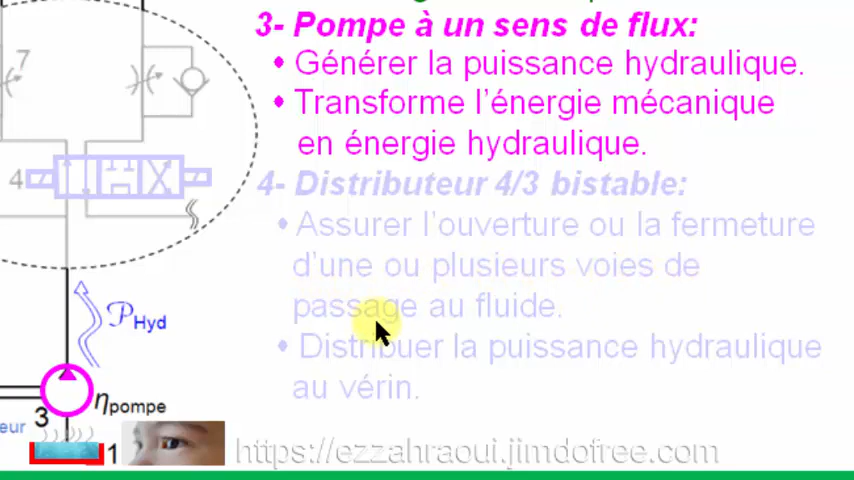 3- Pompe à un sens de flux:
• Générer la puissance hydraulique.
• Transforme l'énergie mécanique
en énergie hydraulique.
4- Distributeur 4/3 bistable:
• Assurer l'ouverture ou la fermeture
d'une ou plusieurs voies de
passage au fluide.
• Distribuer la puissance hydraulique
au vérin.
7
4
𝒫Hyd
ηpompe
3
eur
1
https://ezzahraoui.jimdofree.com